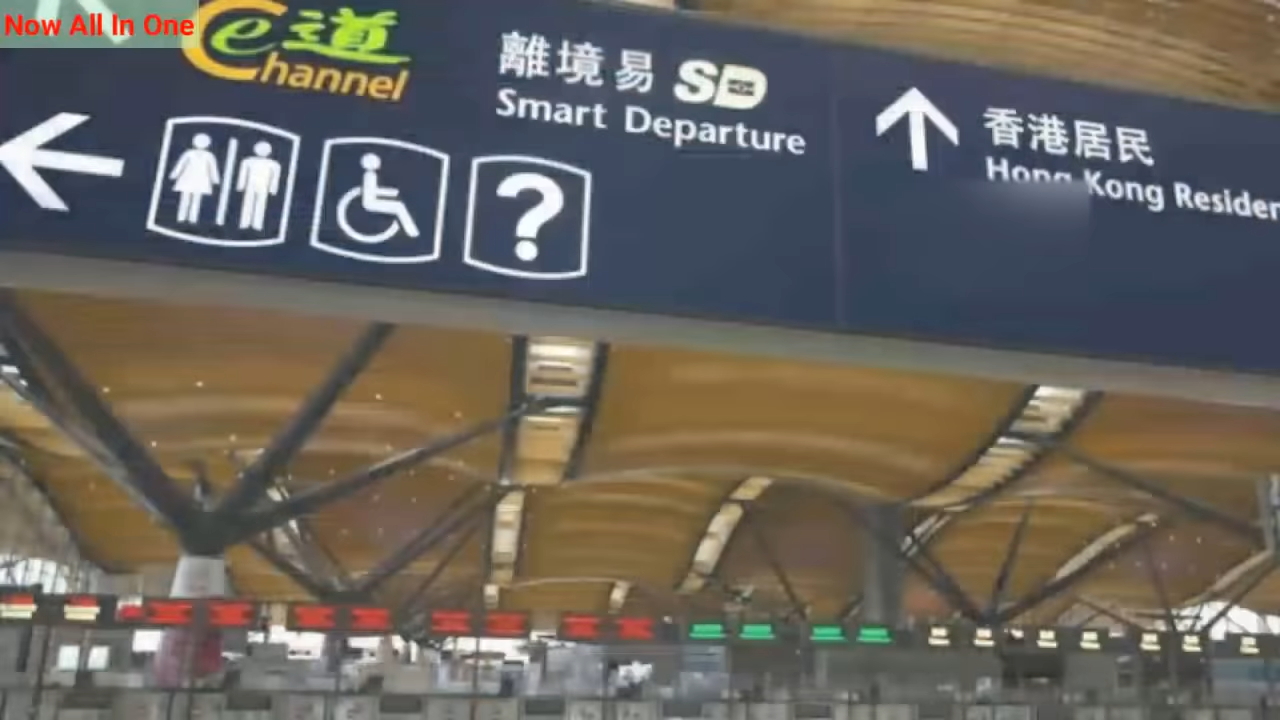 Now All In One
e道
Channel
離境易 SD
Smart Departure
?
香港居民
Hong Kong Residen